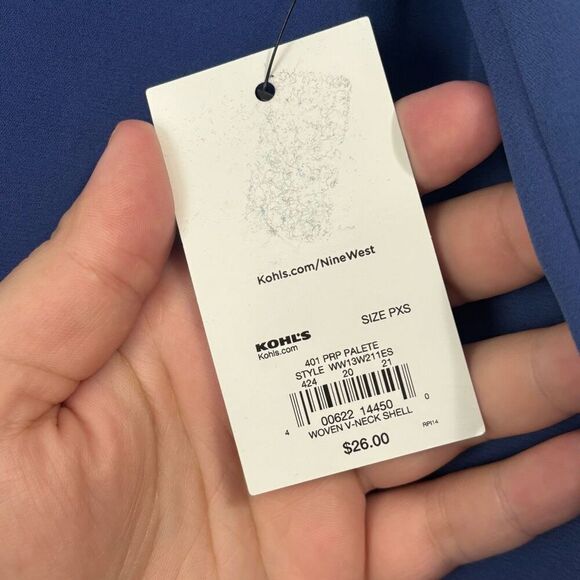 Kohls.com/NineWest
SIZE PXS
KOHL'S
Kohls.com
401 PRP PALETE
STYLE WW13W211ES
424 20 21
4 00622 14450 0
WOVEN V-NECK SHELL
RPI14
$26.00